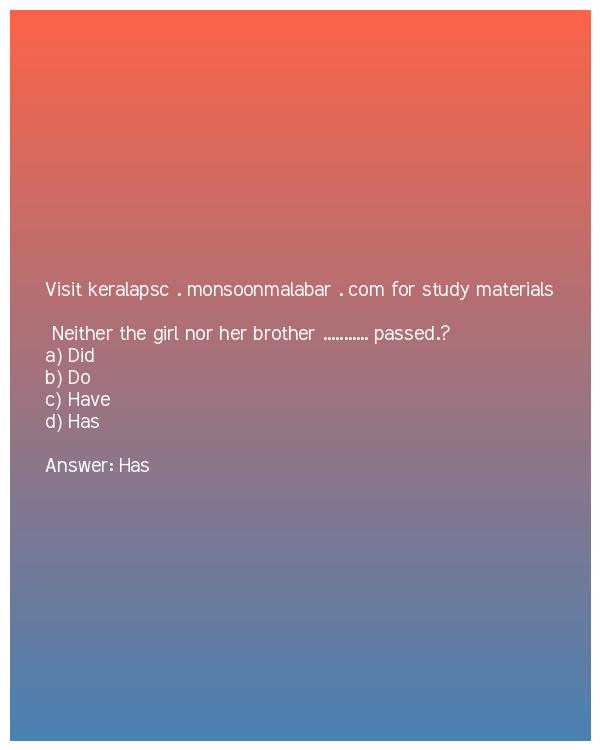 Visit keralapsc . monsoonmalabar . com for study materials
Neither the girl nor her brother ........... passed.?
a) Did
b) Do
c) Have
d) Has
Answer: Has